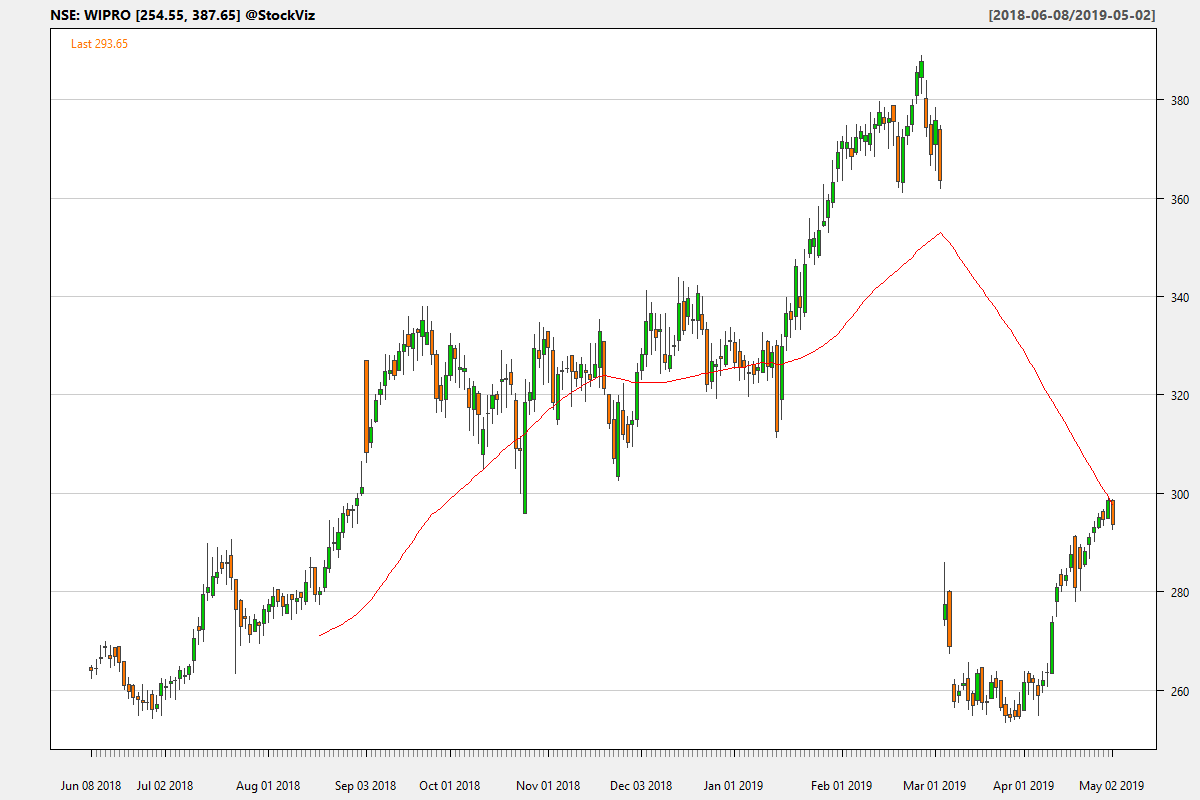 NSE: WIPRO [254.55, 387.65] @StockViz
[2018-06-08/2019-05-02]
Last 293.65
380
360
340
320
300
280
260
Jun 08 2018 Jul 02 2018 Aug 01 2018 Sep 03 2018 Oct 01 2018 Nov 01 2018 Dec 03 2018 Jan 01 2019 Feb 01 2019 Mar 01 2019 Apr 01 2019 May 02 2019